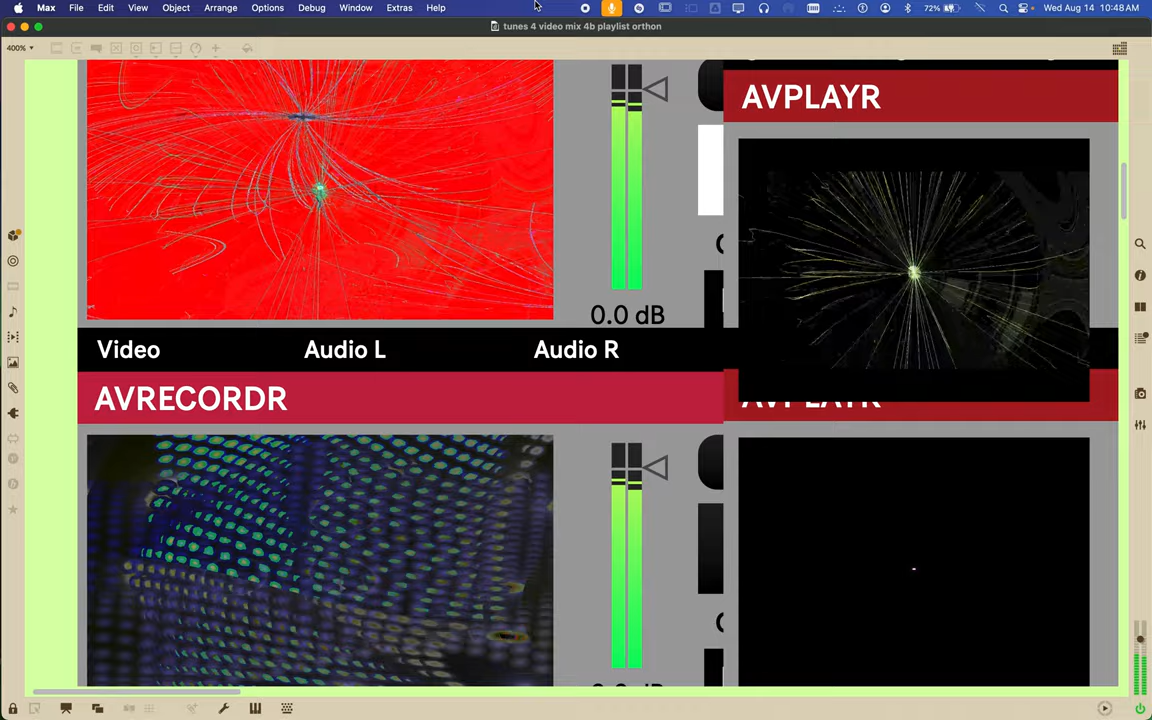 Max File Edit View Object Arrange Options Debug Window Extras Help 72% Wed Aug 14 10:48 AM
tunes 4 video mix 4b playlist orthon
400%
AVPLAYR
0.0 dB
Video Audio L Audio R
AVRECORDR
AVPLAYR